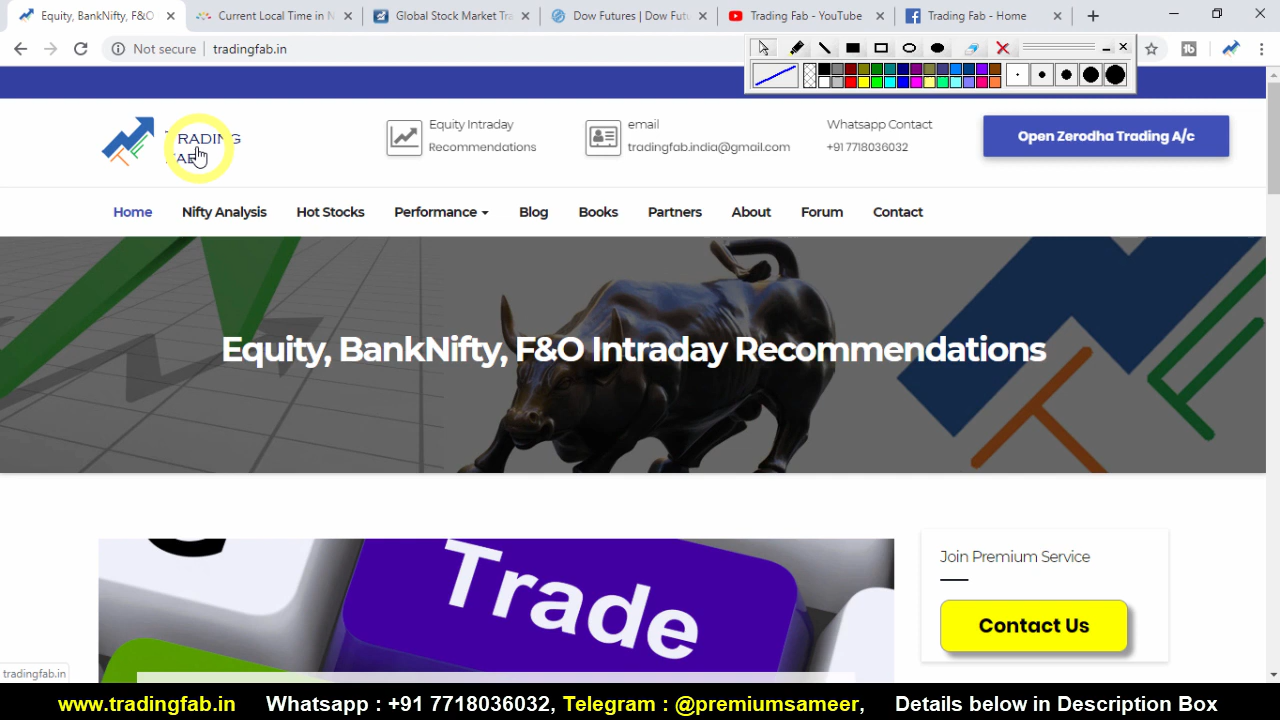 Equity, BankNifty, F&O
Current Local Time in N
Global Stock Market Tra
Dow Futures | Dow Futu
Trading Fab - YouTube
Trading Fab - Home
Not secure
tradingfab.in
TRADING
FAB
Equity Intraday
Recommendations
email
tradingfab.india@gmail.com
Whatsapp Contact
+91 7718036032
Open Zerodha Trading A/c
Home
Nifty Analysis
Hot Stocks
Performance
Blog
Books
Partners
About
Forum
Contact
Equity, BankNifty, F&O Intraday Recommendations
Trade
Join Premium Service
Contact Us
tradingfab.in
www.tradingfab.in Whatsapp : +91 7718036032, Telegram : @premiumsameer, Details below in Description Box